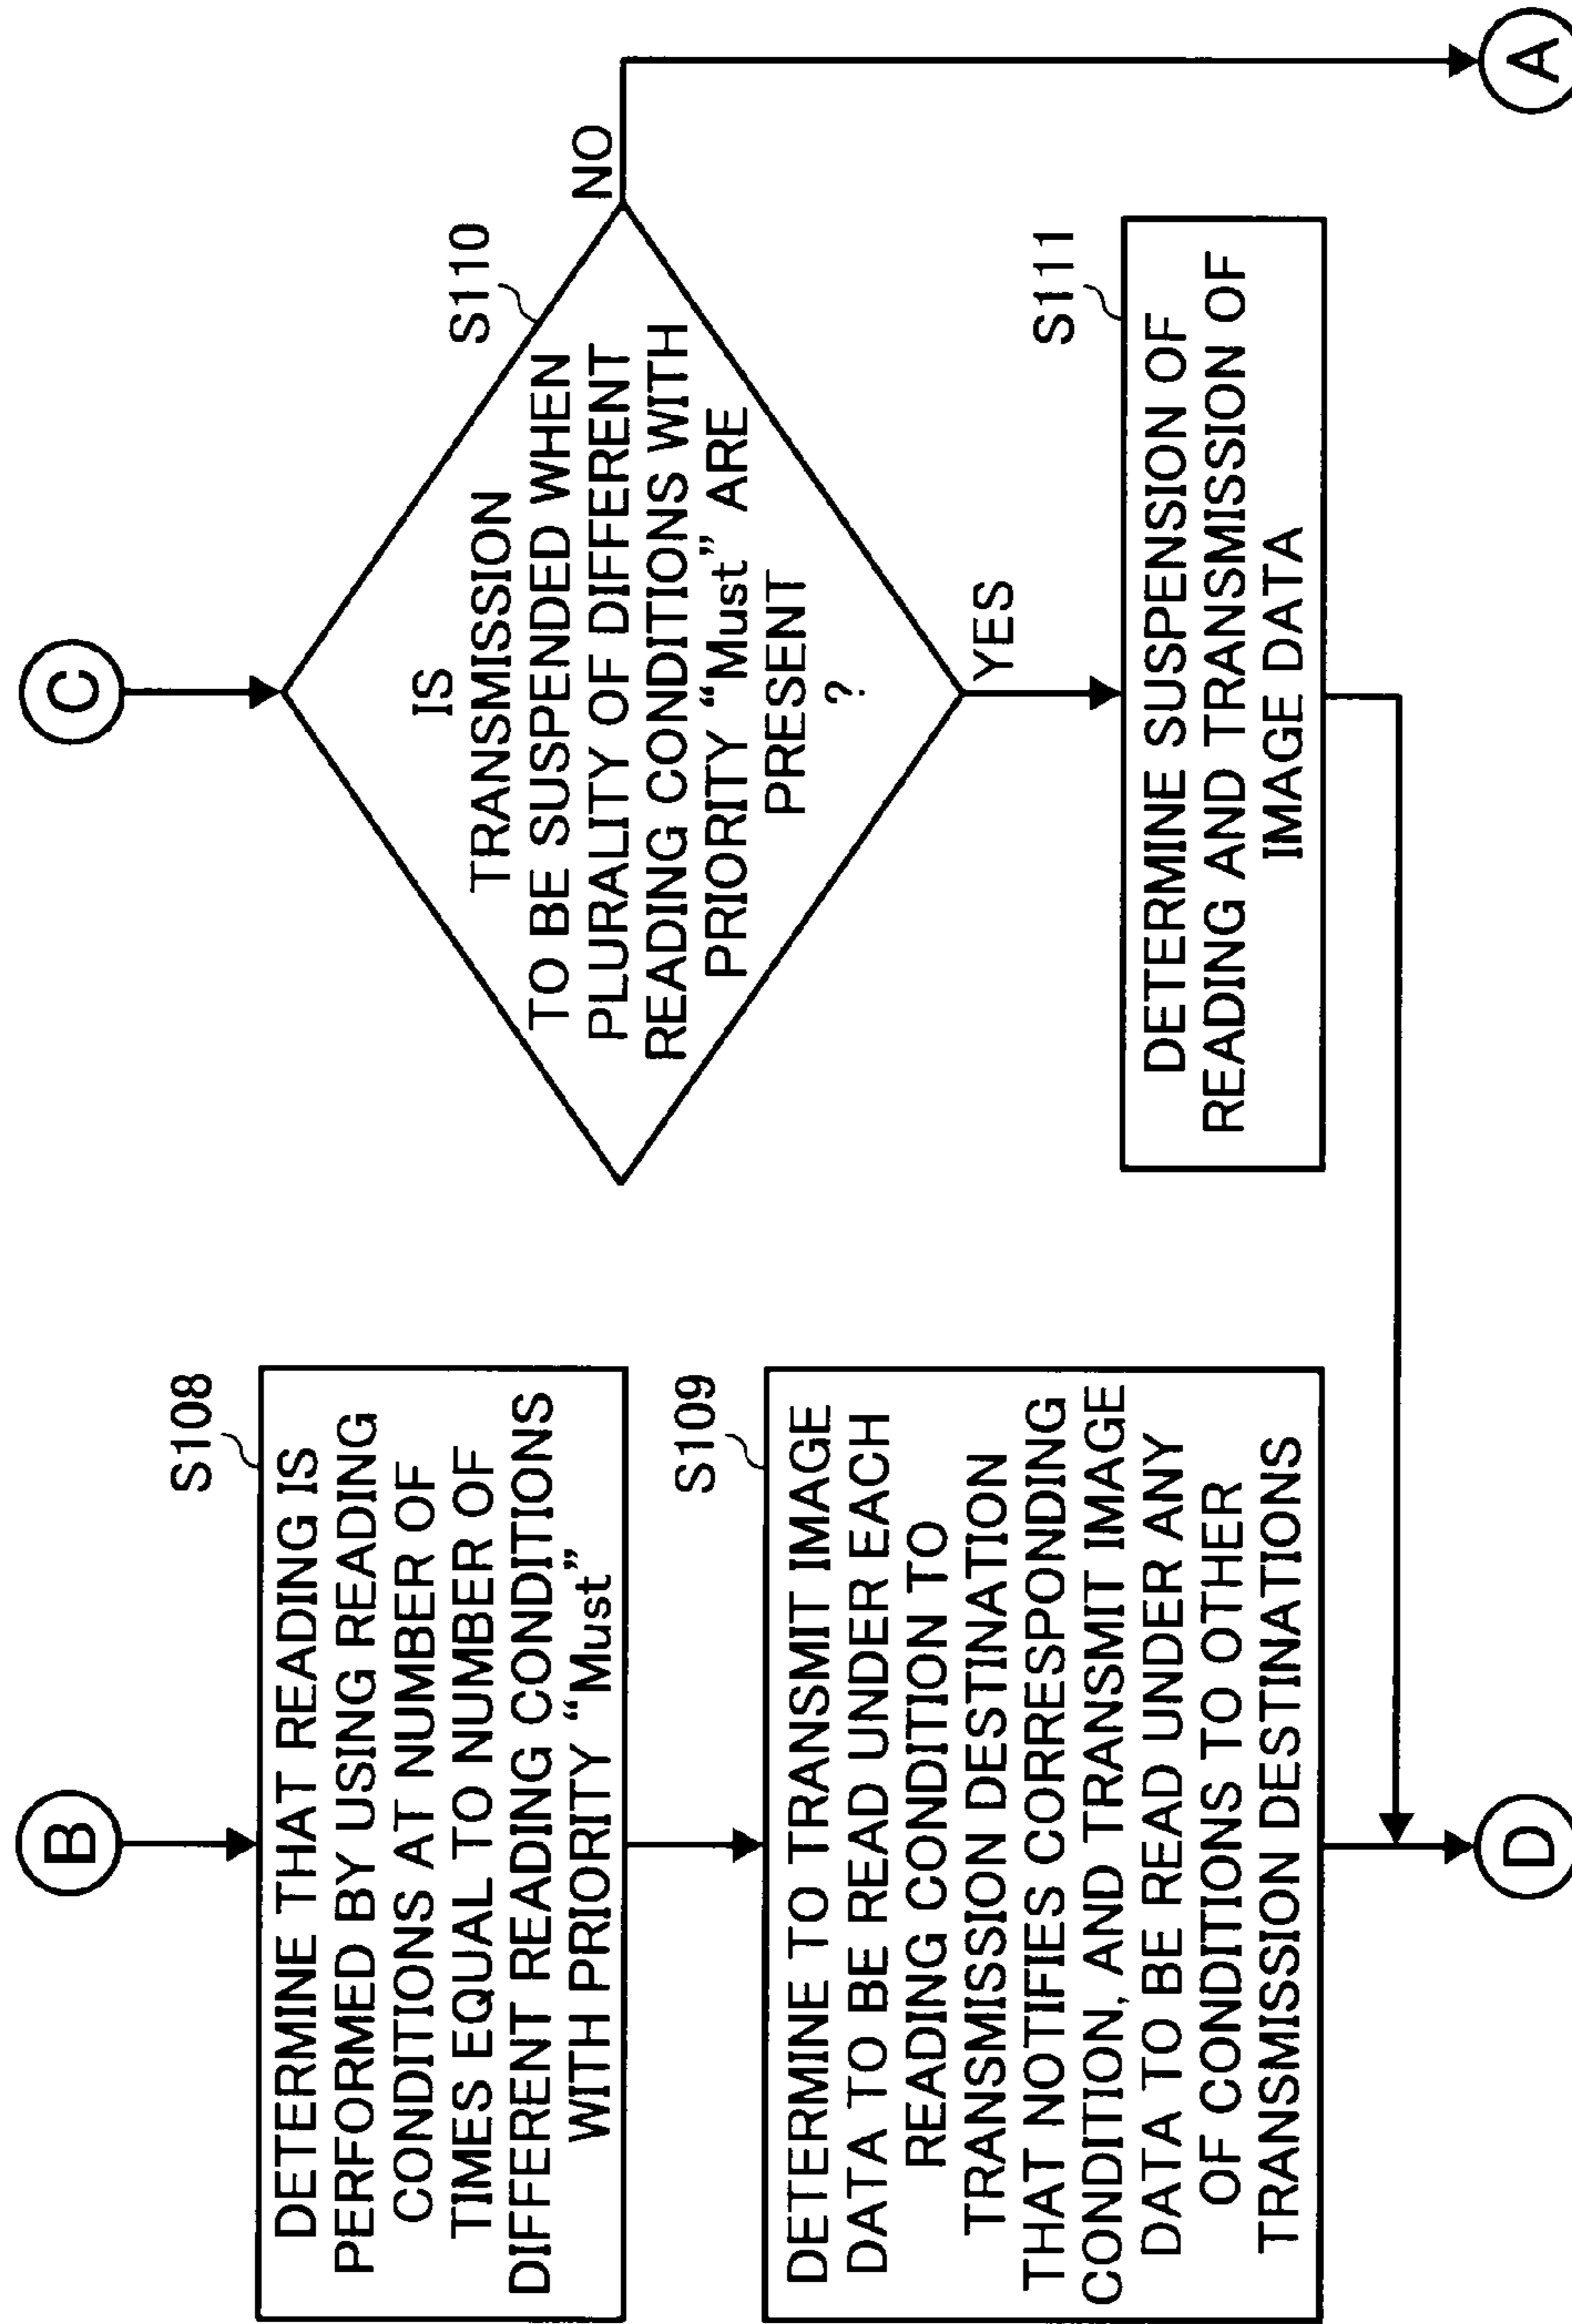 B
S108
DETERMINE THAT READING IS
PERFORMED BY USING READING
CONDITIONS AT NUMBER OF
TIMES EQUAL TO NUMBER OF
DIFFERENT READING CONDITIONS
WITH PRIORITY “Must”
S109
DETERMINE TO TRANSMIT IMAGE
DATA TO BE READ UNDER EACH
READING CONDITION TO
TRANSMISSION DESTINATION
THAT NOTIFIES CORRESPONDING
CONDITION, AND TRANSMIT IMAGE
DATA TO BE READ UNDER ANY
OF CONDITIONS TO OTHER
TRANSMISSION DESTINATIONS
D
C
S110
IS
TRANSMISSION
TO BE SUSPENDED WHEN
PLURALITY OF DIFFERENT
READING CONDITIONS WITH
PRIORITY “Must” ARE
PRESENT
?
NO
YES
S111
DETERMINE SUSPENSION OF
READING AND TRANSMISSION OF
IMAGE DATA
A